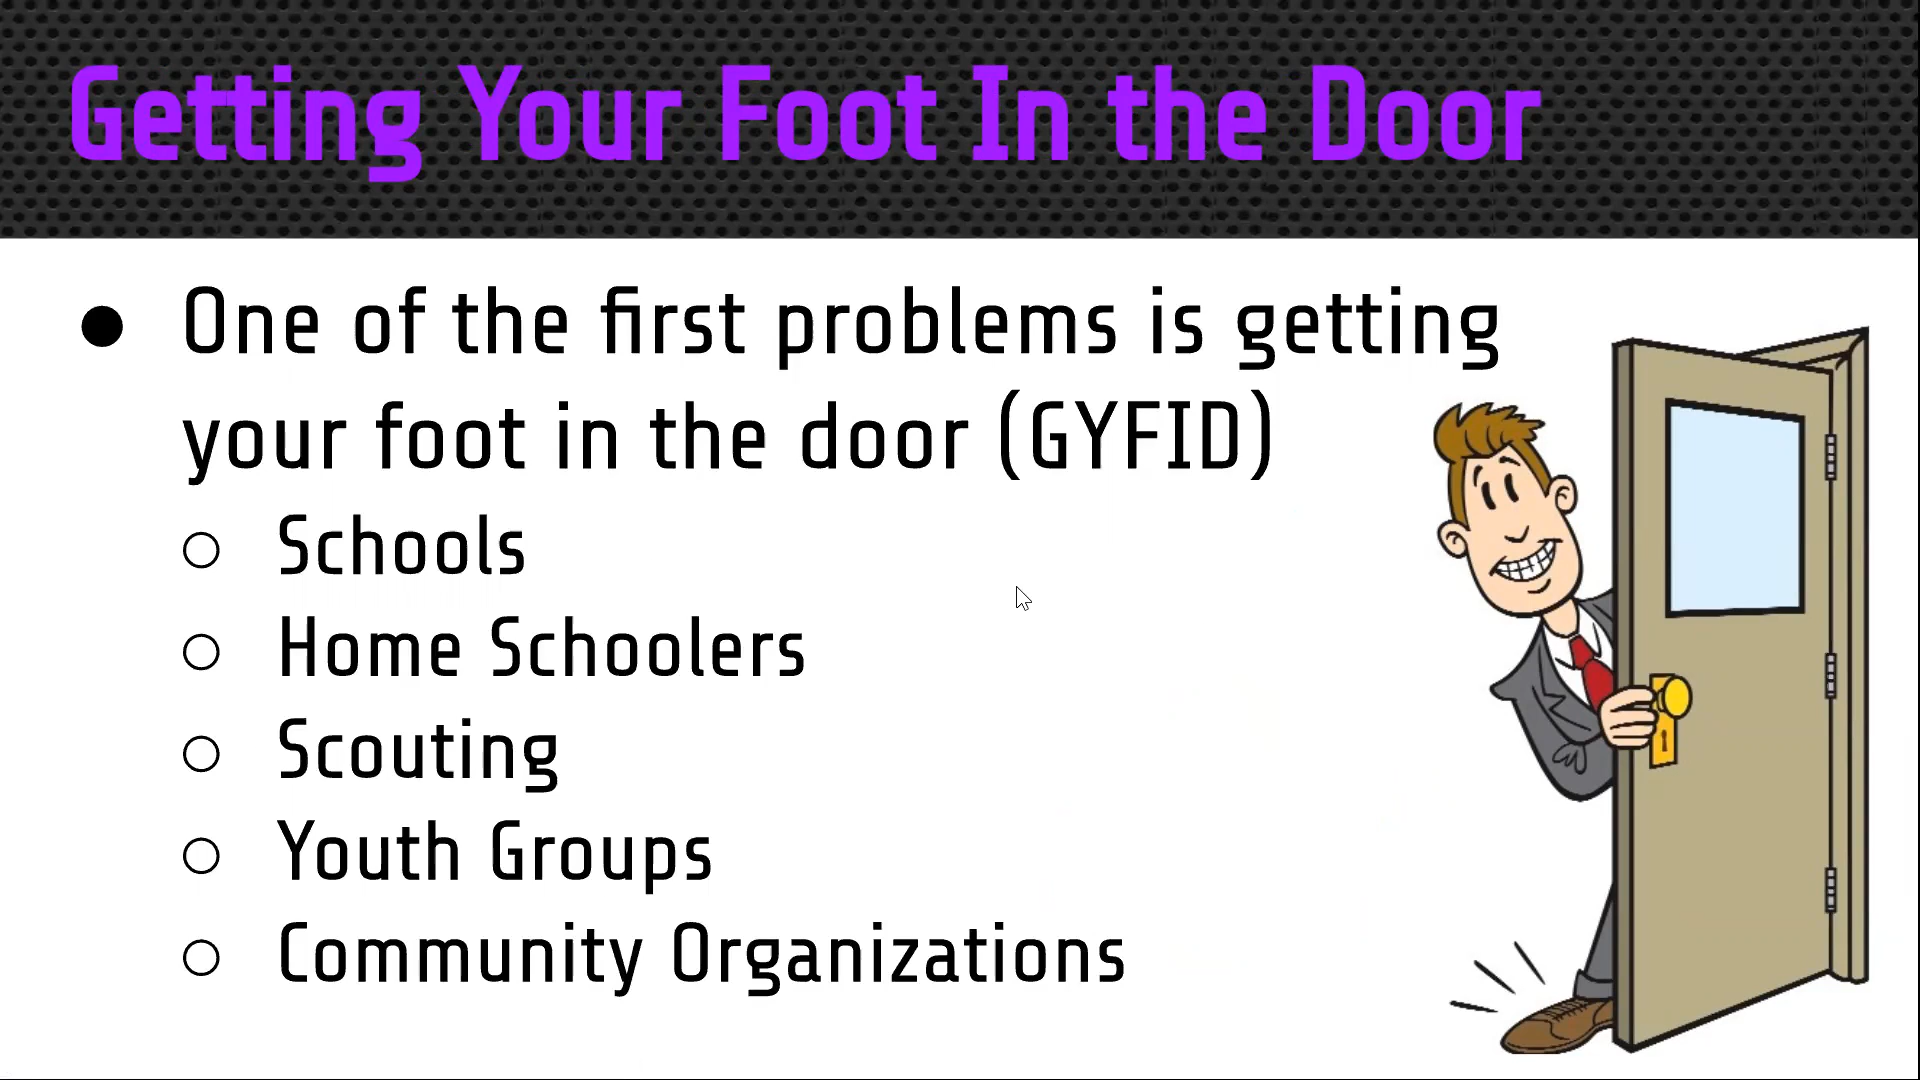 Getting Your Foot In the Door
● One of the first problems is getting
your foot in the door (GYFID)
○ Schools
○ Home Schoolers
○ Scouting
○ Youth Groups
○ Community Organizations